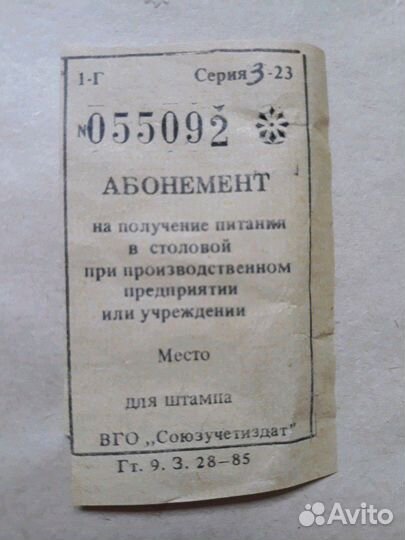 1-Г Серия З-23
№055092
АБОНЕМЕНТ
на получение питания
в столовой
при производственном
предприятии
или учреждении
Место
для штампа
ВГО „Союзучетиздат"
Гт. 9. З. 28—85
Avito